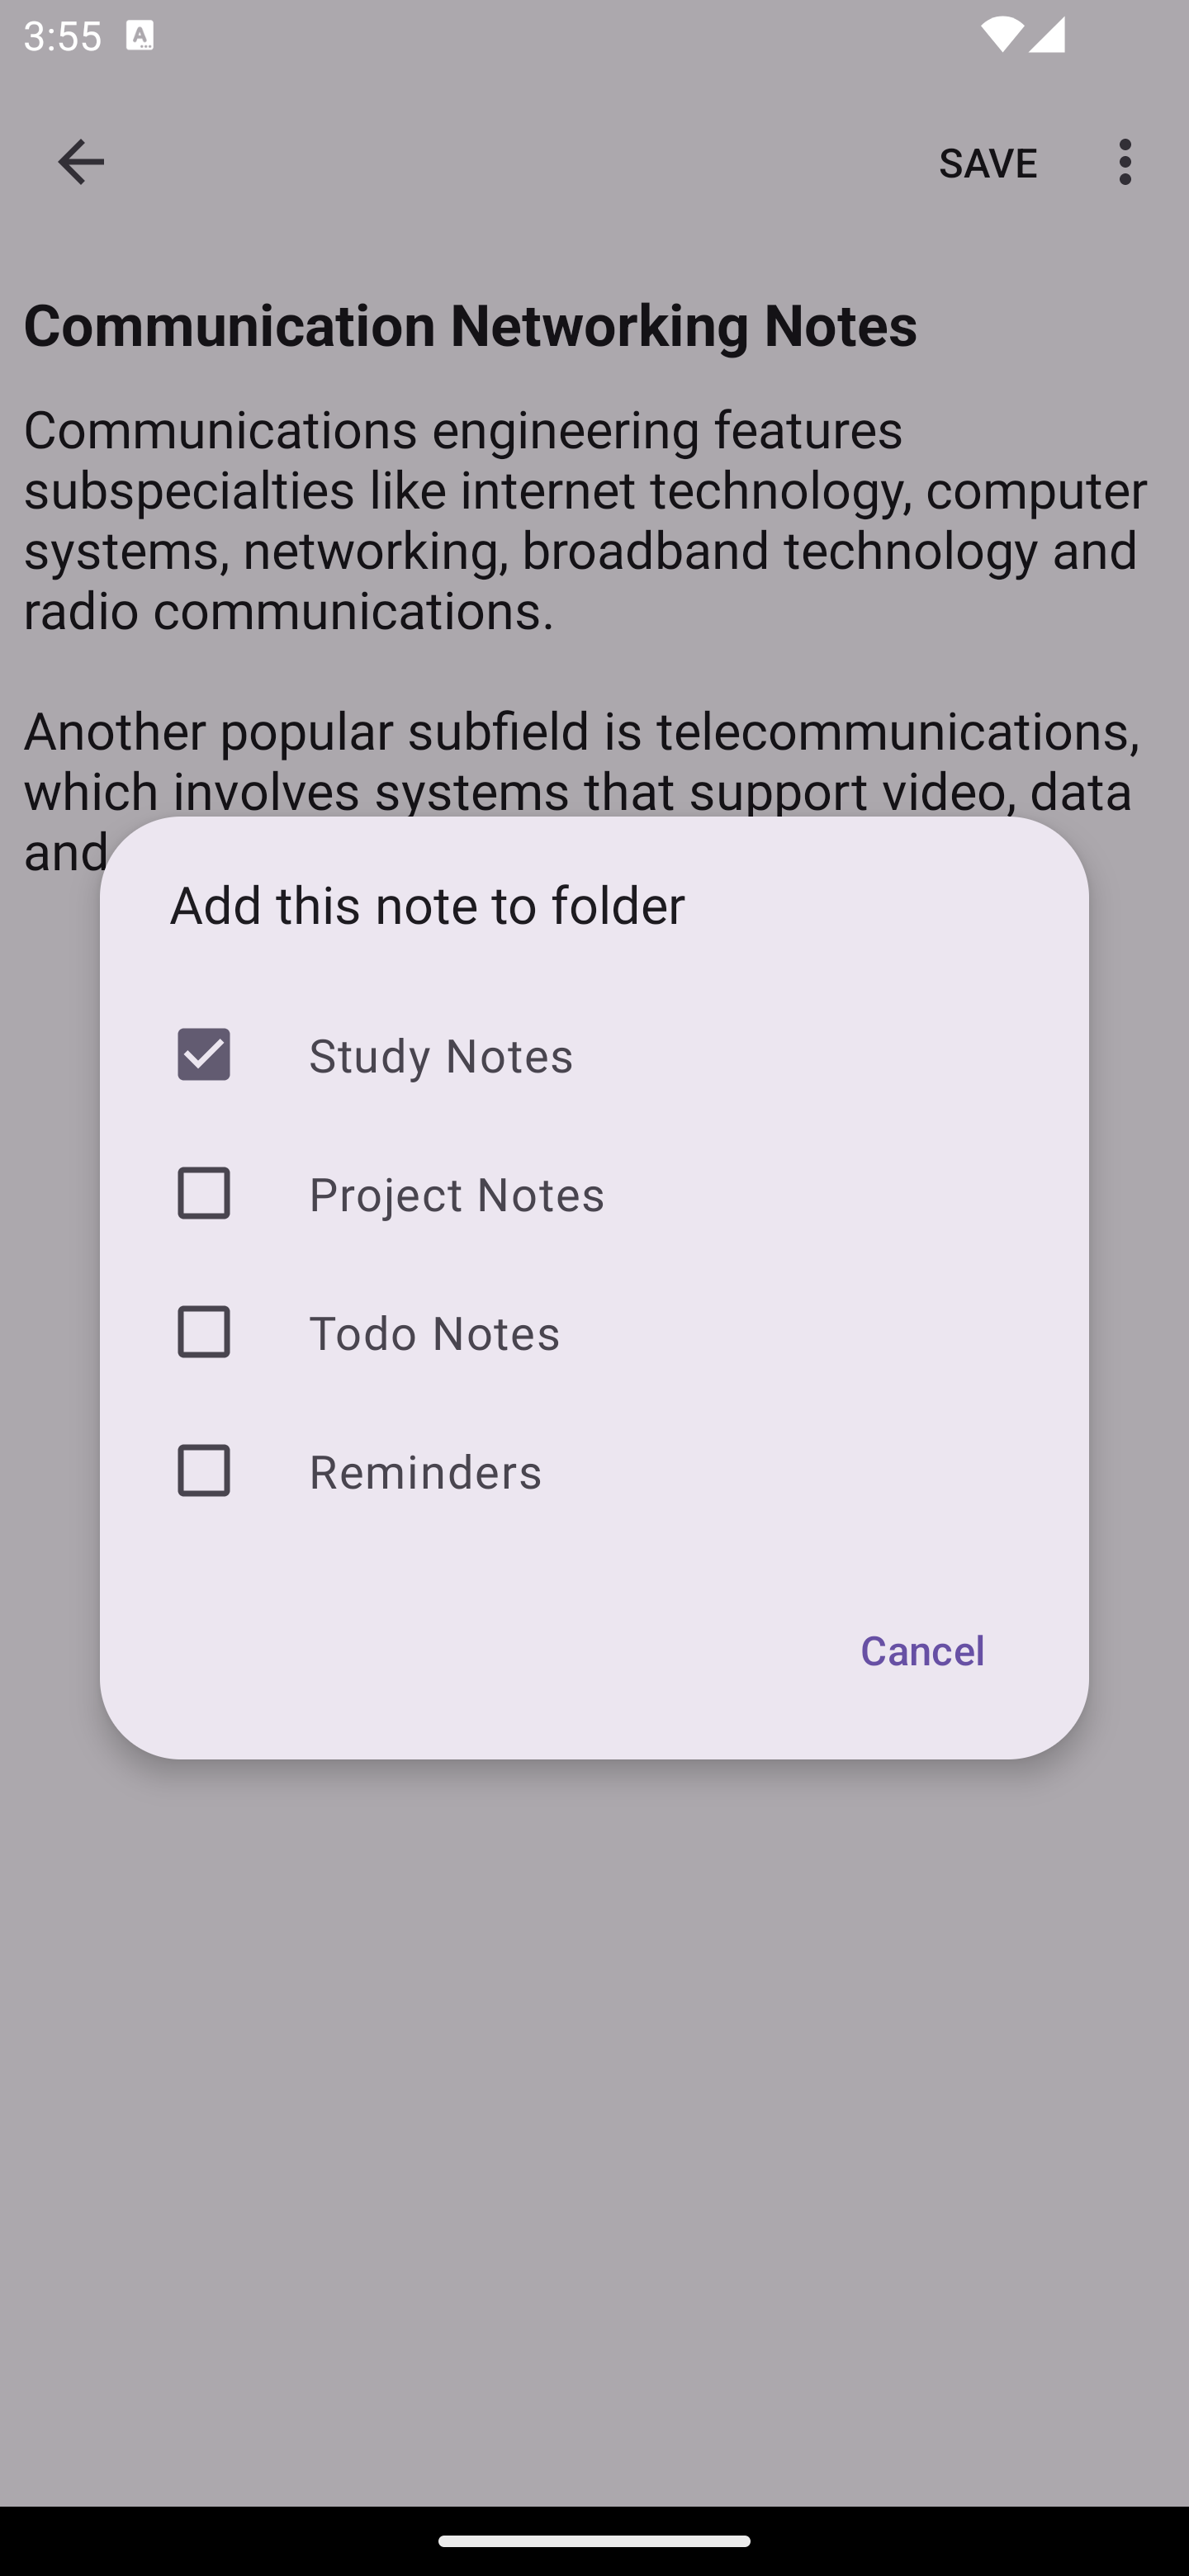 3:55
SAVE
Communication Networking Notes
Communications engineering features
subspecialties like internet technology, computer
systems, networking, broadband technology and
radio communications.
Another popular subfield is telecommunications,
which involves systems that support video, data
and
Add this note to folder
Study Notes
Project Notes
Todo Notes
Reminders
Cancel